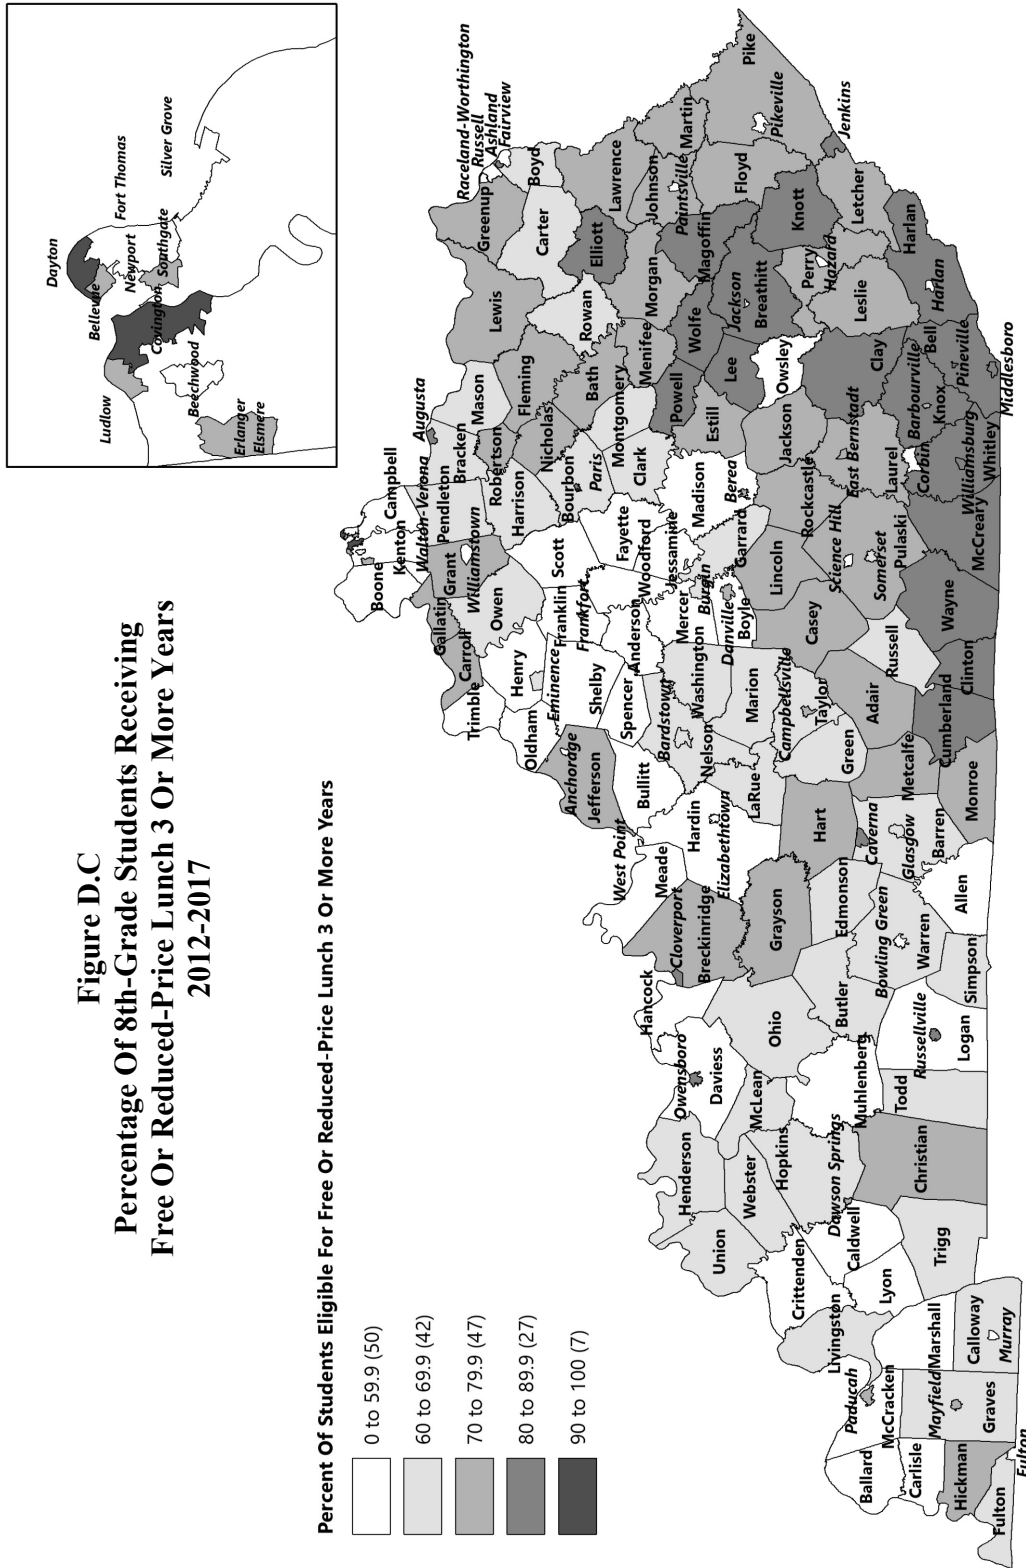 Figure D.C
Percentage Of 8th-Grade Students Receiving
Free Or Reduced-Price Lunch 3 Or More Years
2012-2017
Percent Of Students Eligible For Free Or Reduced-Price Lunch 3 Or More Years
0 to 59.9 (50)
60 to 69.9 (42)
70 to 79.9 (47)
80 to 89.9 (27)
90 to 100 (7)
Dayton
Bellevue
Fort Thomas
Ludlow
Newport
Silver Grove
Covington
Southgate
Beechwood
Erlanger
Elsmere
Boone
Kenton
Campbell
Walton-Verona
Augusta
Gallatin
Grant
Pendleton
Bracken
Mason
Lewis
Greenup
Raceland-Worthington
Russell
Ashland
Fairview
Boyd
Trimble
Carroll
Owen
Williamstown
Robertson
Harrison
Fleming
Nicholas
Rowan
Carter
Oldham
Henry
Eminence
Franklin
Frankfort
Scott
Bourbon
Paris
Bath
Montgomery
Elliott
Lawrence
Anchorage
Jefferson
Shelby
Spencer
Anderson
Woodford
Fayette
Clark
Menifee
Morgan
Johnson
Paintsville
Martin
West Point
Meade
Bullitt
Hancock
Cloverport
Breckinridge
Hardin
Elizabethtown
Bardstown
Nelson
Washington
Mercer
Burgin
Jessamine
Madison
Berea
Estill
Powell
Wolfe
Magoffin
Floyd
Pike
Pikeville
Henderson
Owensboro
Daviess
Union
Webster
McLean
Ohio
Grayson
LaRue
Marion
Danville
Boyle
Garrard
Lee
Jackson
Breathitt
Knott
Jenkins
Crittenden
Hopkins
Dawson Springs
Muhlenberg
Butler
Edmonson
Hart
Green
Campbellsville
Taylor
Casey
Lincoln
Rockcastle
Jackson
Owsley
Perry
Hazard
Letcher
Livingston
Lyon
Caldwell
Bowling Green
Warren
Caverna
Glasgow
Barren
Metcalfe
Adair
Russell
Science Hill
Somerset
Pulaski
East Bernstadt
Laurel
Clay
Leslie
Paducah
McCracken
Ballard
Carlisle
Marshall
Trigg
Christian
Todd
Russellville
Logan
Simpson
Allen
Monroe
Cumberland
Clinton
Wayne
McCreary
Corbin
Williamsburg
Whitley
Barbourville
Knox
Bell
Pineville
Middlesboro
Harlan
Harlan
Hickman
Mayfield
Graves
Calloway
Murray
Fulton
Fulton